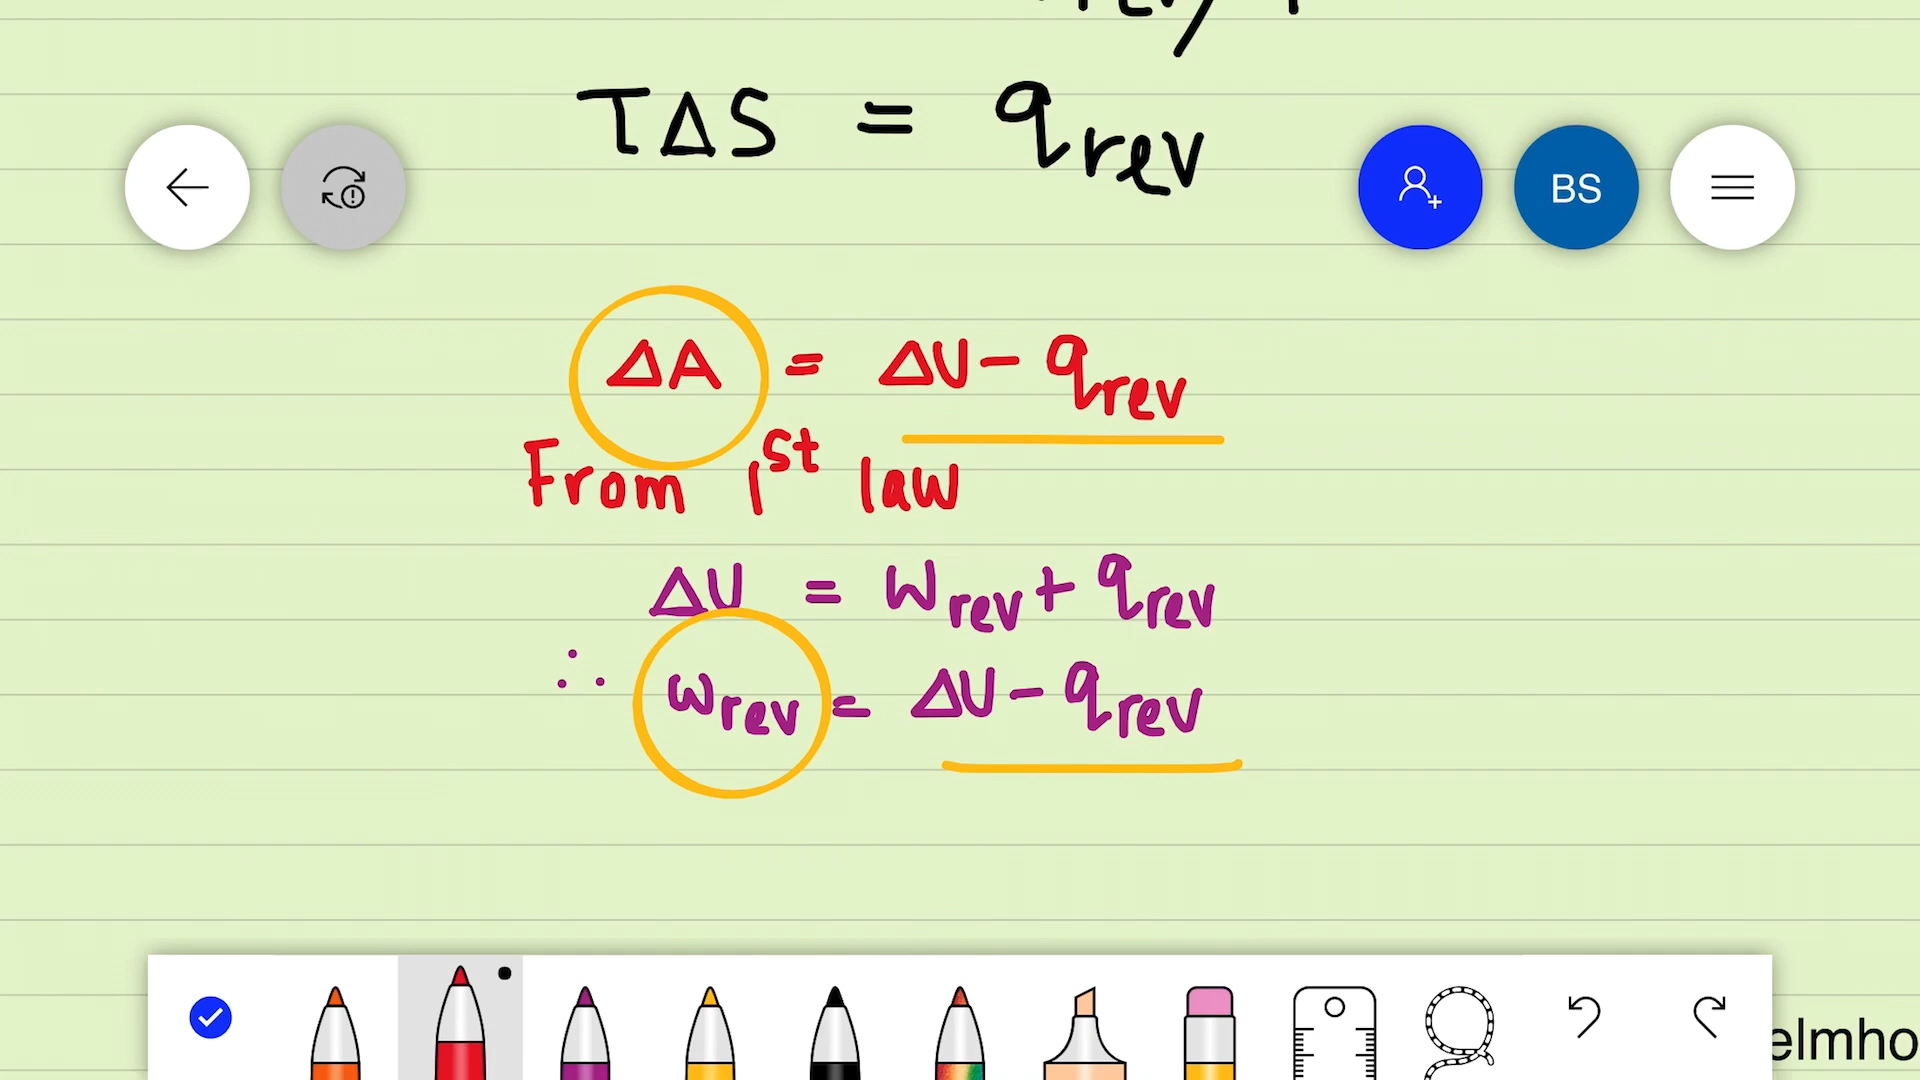 TΔS = qrev
BS
ΔA = ΔU - qrev
From 1st law
ΔU = Wrev + qrev
∴ wrev = ΔU - qrev
elmho